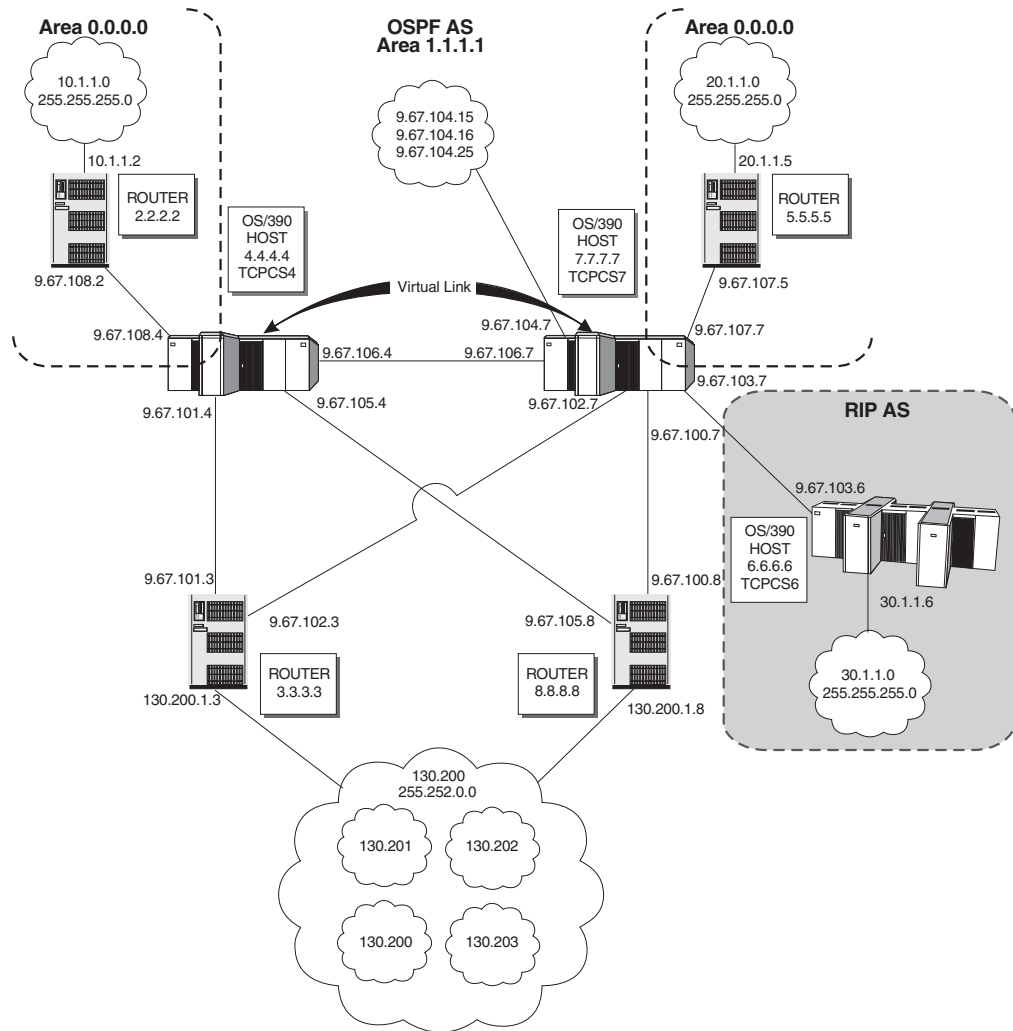 Area 0.0.0.0
OSPF AS
Area 1.1.1.1
Area 0.0.0.0
10.1.1.0
255.255.255.0
9.67.104.15
9.67.104.16
9.67.104.25
20.1.1.0
255.255.255.0
10.1.1.2
20.1.1.5
ROUTER
2.2.2.2
OS/390
HOST
4.4.4.4
TCPCS4
OS/390
HOST
7.7.7.7
TCPCS7
ROUTER
5.5.5.5
9.67.108.2
Virtual Link
9.67.107.5
9.67.108.4
9.67.104.7
9.67.107.7
9.67.106.4
9.67.106.7
9.67.103.7
9.67.101.4
9.67.105.4
9.67.102.7
9.67.100.7
RIP AS
9.67.103.6
OS/390
HOST
6.6.6.6
TCPCS6
30.1.1.6
30.1.1.0
255.255.255.0
9.67.101.3
9.67.100.8
9.67.102.3
9.67.105.8
ROUTER
3.3.3.3
ROUTER
8.8.8.8
130.200.1.3
130.200.1.8
130.200
255.252.0.0
130.201
130.202
130.200
130.203